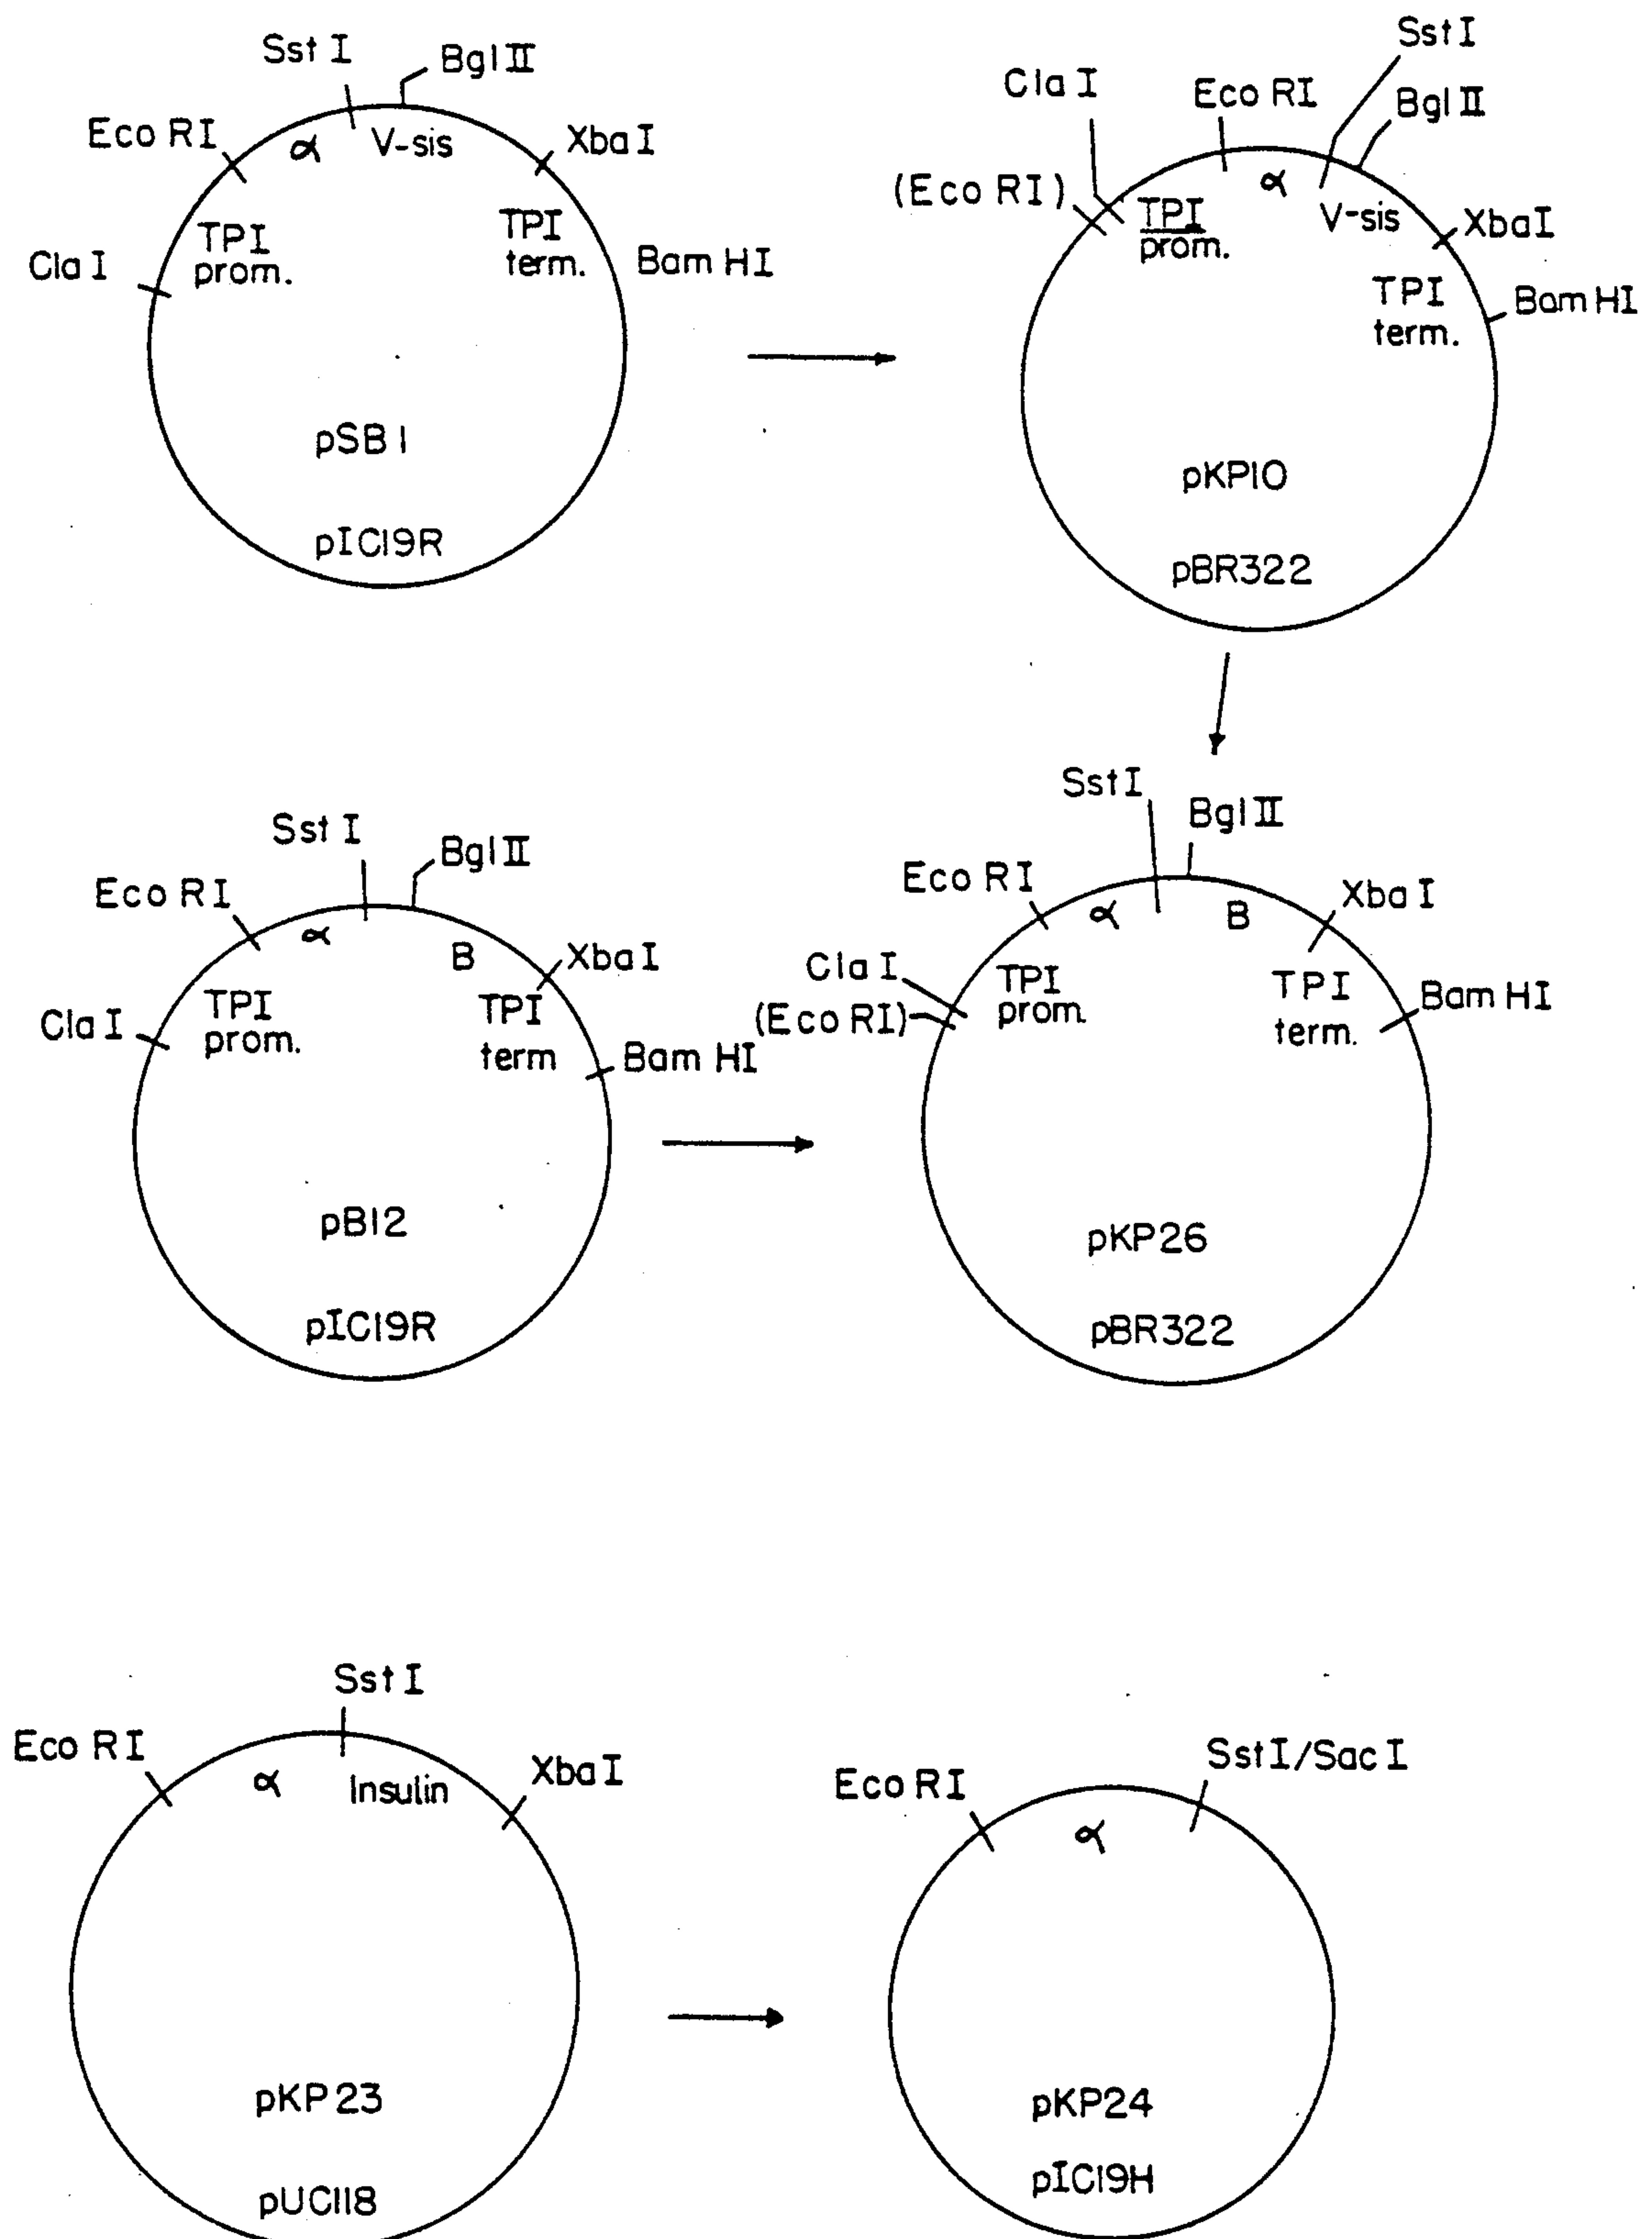 Sst I
Bgl II
Eco RI
α
V-sis
Xba I
TPI
prom.
TPI
term.
Cla I
Bam HI
pSB1
pIC19R
Sst I
Cla I
Eco RI
Bgl II
(Eco RI)
α
TPI
prom.
V-sis
Xba I
TPI
term.
Bam HI
pKP10
pBR322
Sst I
Bgl II
Eco RI
α
B
Xba I
Cla I
TPI
prom.
TPI
term
Bam HI
pB12
pIC19R
Sst I
Bgl II
Eco RI
α
B
Xba I
Cla I
(Eco RI)
TPI
prom.
TPI
term.
Bam HI
pKP26
pBR322
Sst I
Eco RI
α
Insulin
Xba I
pKP23
pUC118
Eco RI
Sst I/Sac I
α
pKP24
pIC19H